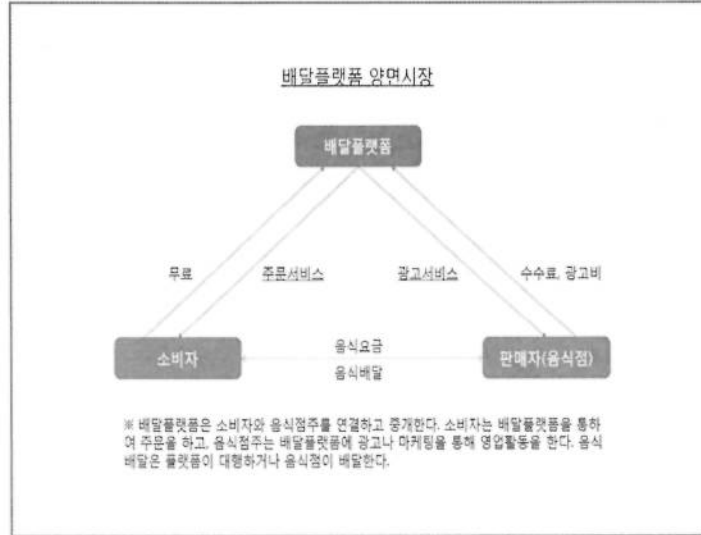 배달플랫폼 양면시장
배달플랫폼
무료
주문서비스
광고서비스
수수료, 광고비
소비자
음식요금
음식배달
판매자(음식점)
※ 배달플랫폼은 소비자와 음식점주를 연결하고 중개한다. 소비자는 배달플랫폼을 통하
여 주문을 하고, 음식점주는 배달플랫폼에 광고나 마케팅을 통해 영업활동을 한다. 음식
배달은 플랫폼이 대행하거나 음식점이 배달한다.